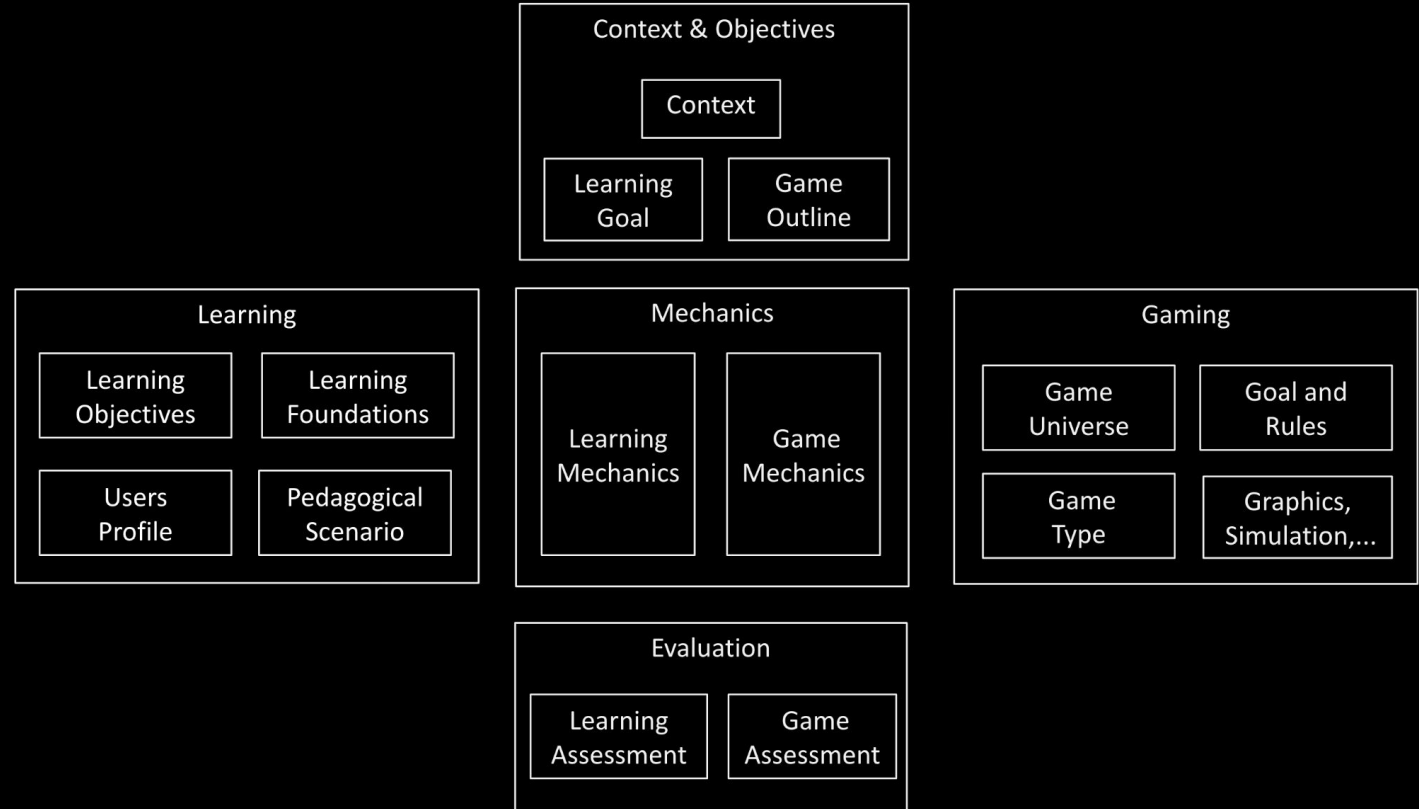 Context & Objectives
Context
Learning
Goal
Game
Outline
Learning
Learning
Objectives
Learning
Foundations
Users
Profile
Pedagogical
Scenario
Mechanics
Learning
Mechanics
Game
Mechanics
Gaming
Game
Universe
Goal and
Rules
Game
Type
Graphics,
Simulation,...
Evaluation
Learning
Assessment
Game
Assessment